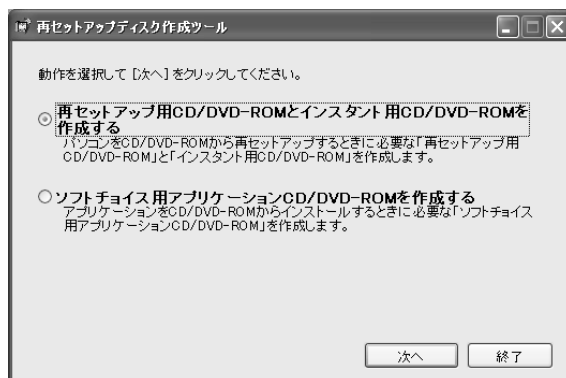 再セットアップディスク作成ツール
動作を選択して［次へ］をクリックしてください。
再セットアップ用CD/DVD-ROMとインスタント用CD/DVD-ROMを
作成する
パソコンをCD/DVD-ROMから再セットアップするときに必要な「再セットアップ用
CD/DVD-ROM」と「インスタント用CD/DVD-ROM」を作成します。
ソフトチョイス用アプリケーションCD/DVD-ROMを作成する
アプリケーションをCD/DVD-ROMからインストールするときに必要な「ソフトチョイス
用アプリケーションCD/DVD-ROM」を作成します。
次へ
終了